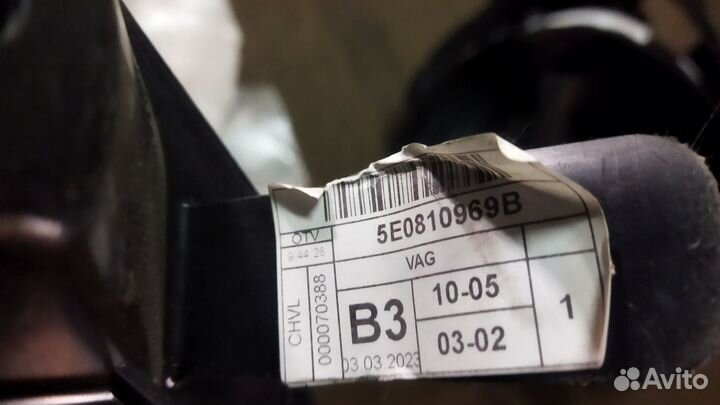 5E0810969B
OTV
9:44:26
VAG
CHVL
000070388
B3
10-05
03-02
1
03.03.2023
Avito